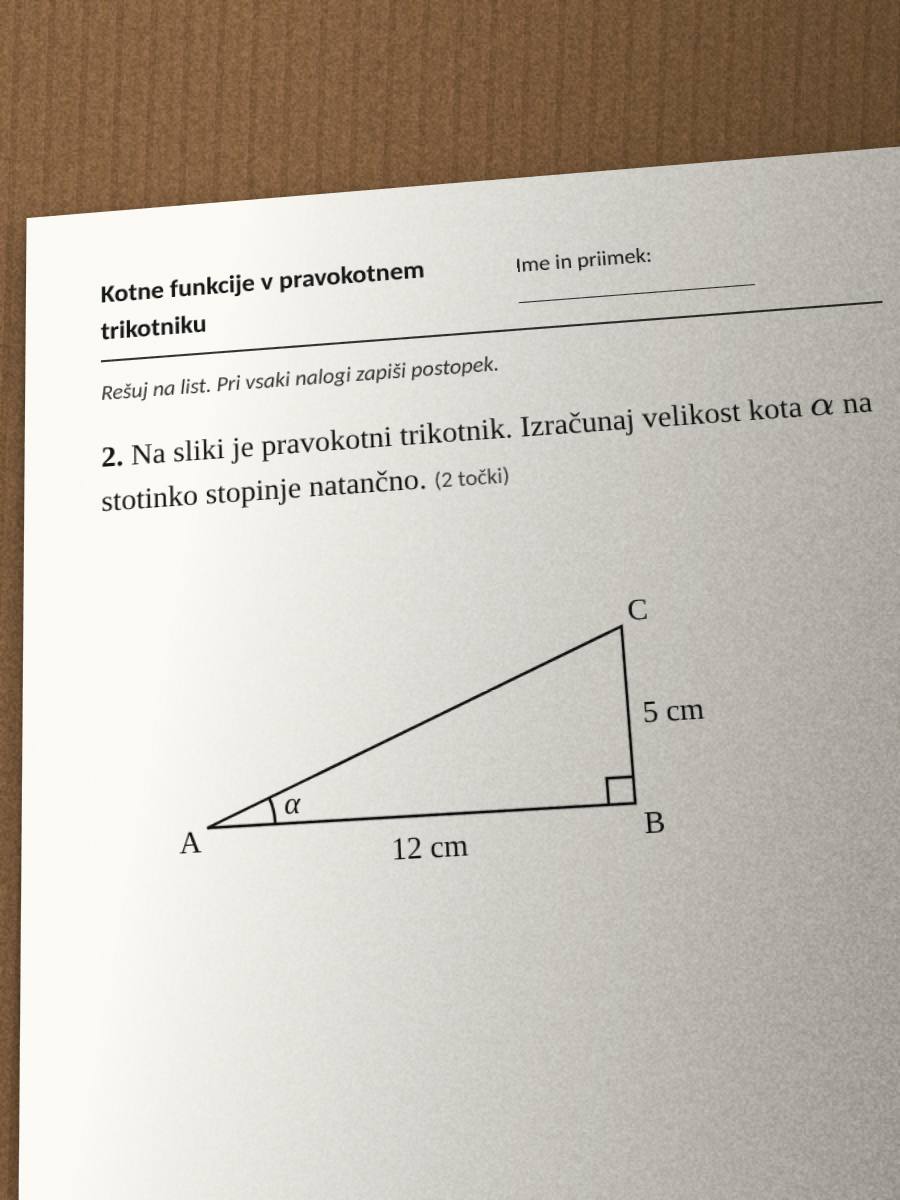 Kotne funkcije v pravokotnem
trikotniku
Ime in priimek:
Rešuj na list. Pri vsaki nalogi zapiši postopek.
2. Na sliki je pravokotni trikotnik. Izračunaj velikost kota α na
stotinko stopinje natančno. (2 točki)
C
5 cm
α
A
B
12 cm